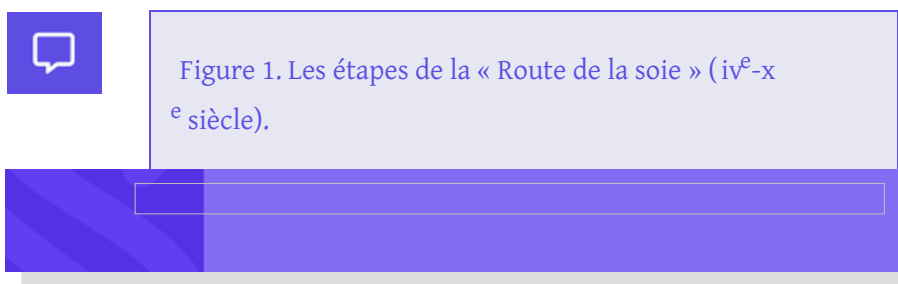 Figure 1. Les étapes de la « Route de la soie » (ivᵉ-x
ᵉ siècle).